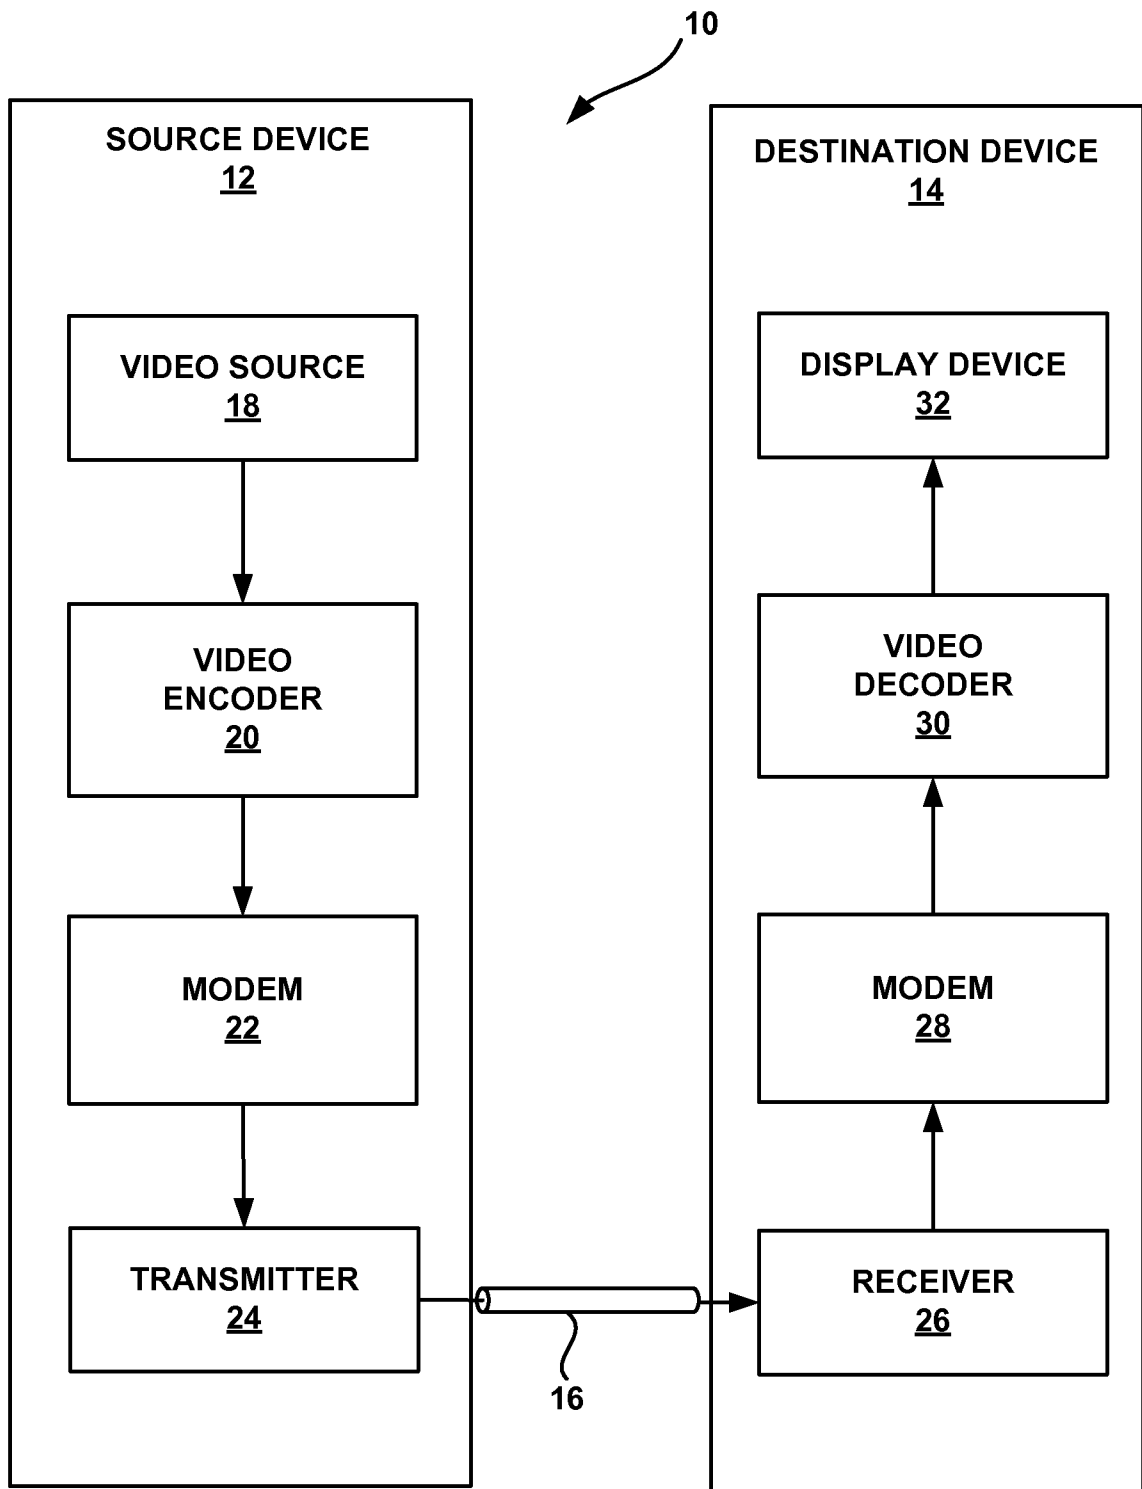 10
SOURCE DEVICE
12
VIDEO SOURCE
18
VIDEO
ENCODER
20
MODEM
22
TRANSMITTER
24
16
DESTINATION DEVICE
14
DISPLAY DEVICE
32
VIDEO
DECODER
30
MODEM
28
RECEIVER
26